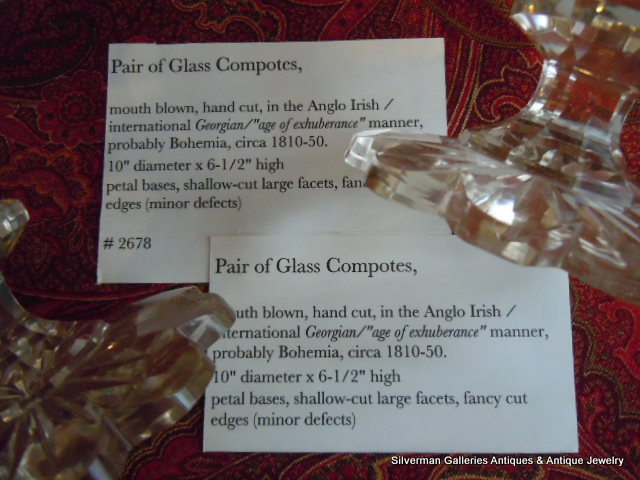 Pair of Glass Compotes,
mouth blown, hand cut, in the Anglo Irish /
international Georgian/"age of exhuberance" manner,
probably Bohemia, circa 1810-50.
10" diameter x 6-1/2" high
petal bases, shallow-cut large facets, fan
edges (minor defects)
# 2678
Pair of Glass Compotes,
outh blown, hand cut, in the Anglo Irish /
nternational Georgian/"age of exhuberance" manner,
probably Bohemia, circa 1810-50.
10" diameter x 6-1/2" high
petal bases, shallow-cut large facets, fancy cut
edges (minor defects)
Silverman Galleries Antiques & Antique Jewelry